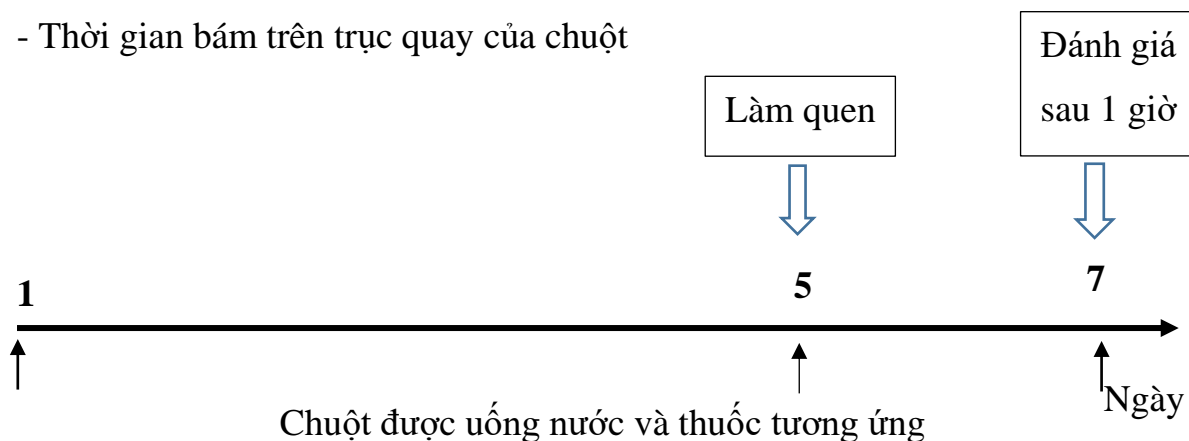 - Thời gian bám trên trục quay của chuột
Đánh giá
sau 1 giờ
Làm quen
1
5
7
Ngày
Chuột được uống nước và thuốc tương ứng